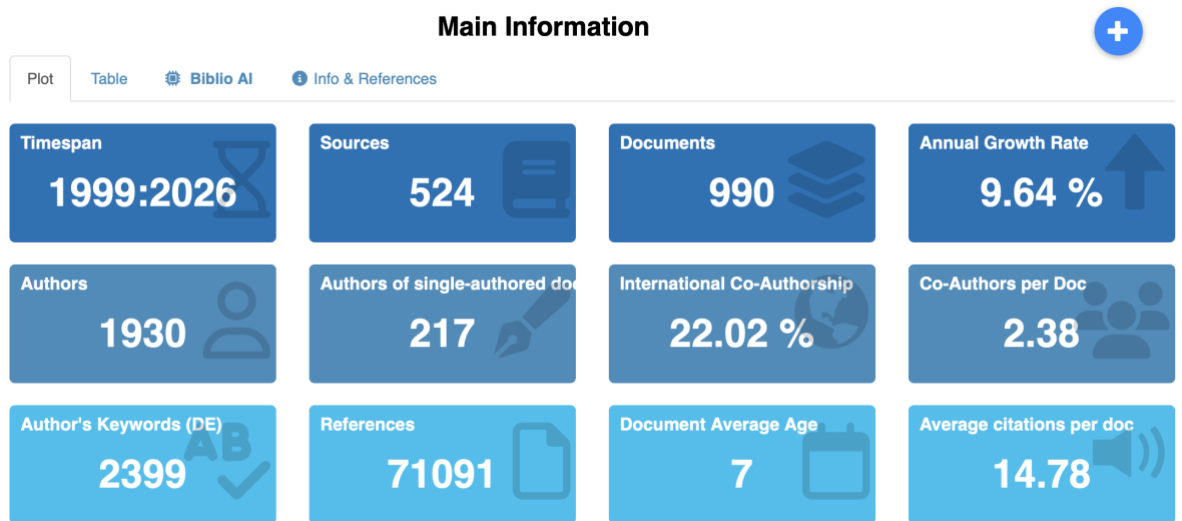 Main Information
Plot
Table
Biblio AI
Info & References
Timespan
1999:2026
Sources
524
Documents
990
Annual Growth Rate
9.64 %
Authors
1930
Authors of single-authored do
217
International Co-Authorship
22.02 %
Co-Authors per Doc
2.38
Author's Keywords (DE)
AB
2399
References
71091
Document Average Age
7
Average citations per doc
14.78